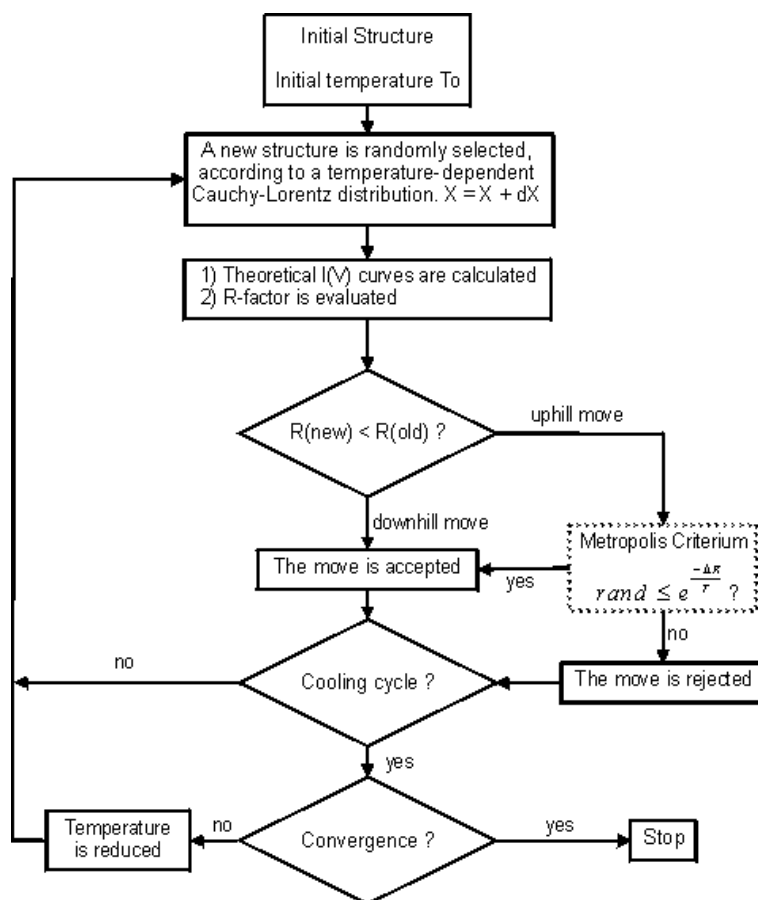 Initial Structure
Initial temperature To
A new structure is randomly selected,
according to a temperature-dependent
Cauchy-Lorentz distribution. X = X + dX
1) Theoretical I(V) curves are calculated
2) R-factor is evaluated
R(new) < R(old) ?
uphill move
downhill move
Metropolis Criterium
rand ≤ e^(-ΔR/T) ?
The move is accepted
yes
no
The move is rejected
Cooling cycle ?
no
yes
Temperature
is reduced
no
Convergence ?
yes
Stop